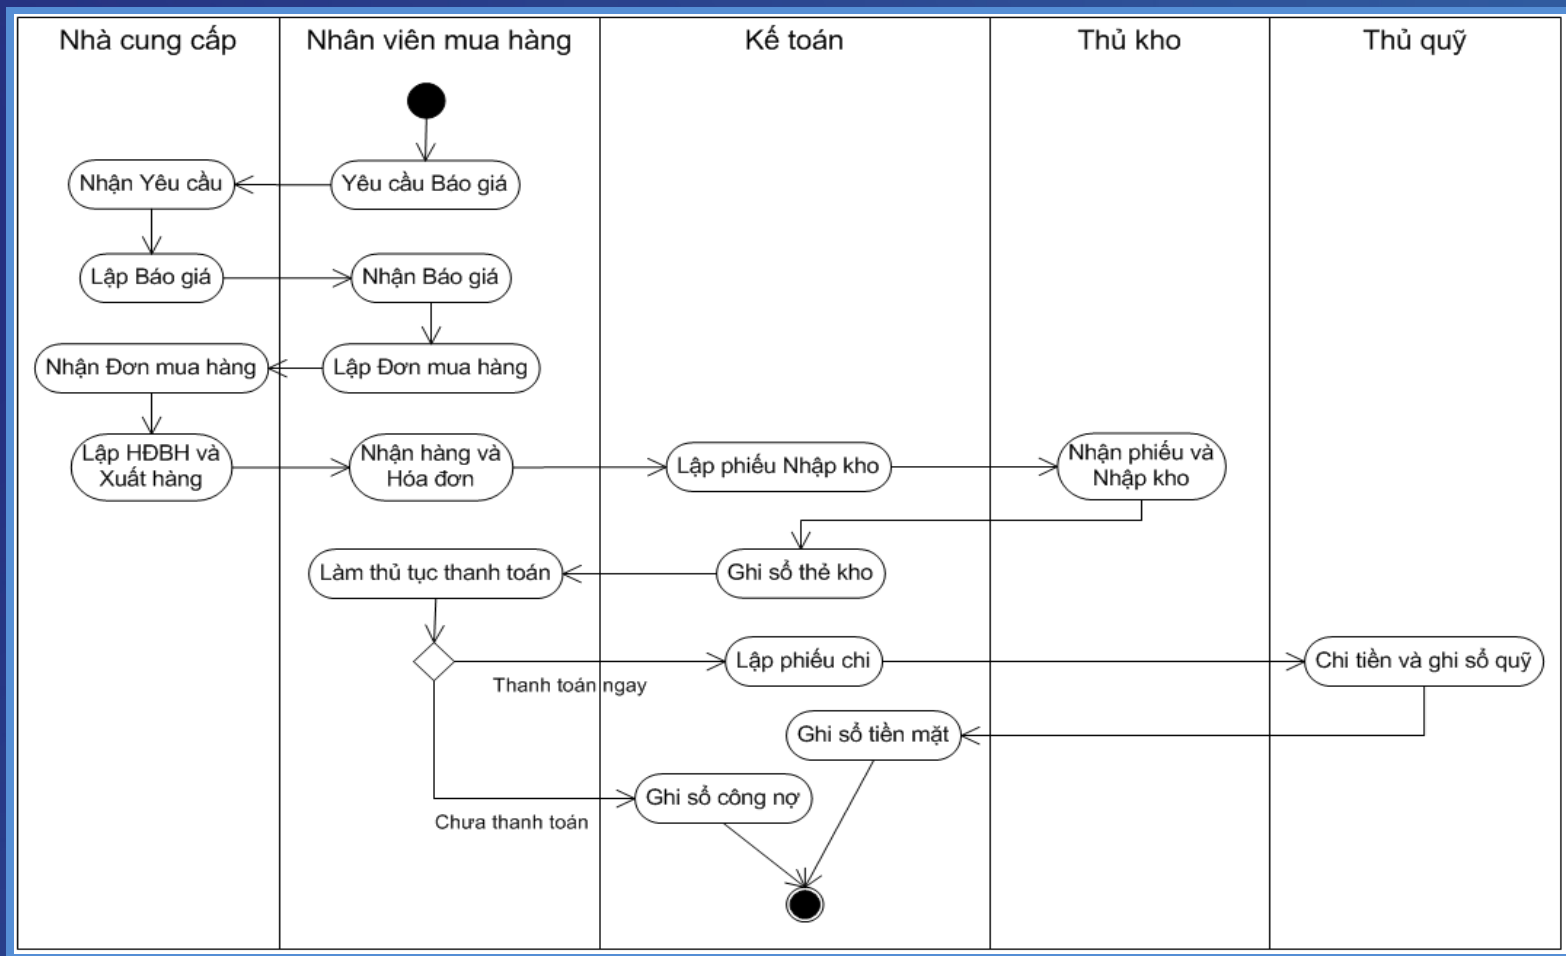 Nhà cung cấp
Nhân viên mua hàng
Kế toán
Thủ kho
Thủ quỹ
Nhận Yêu cầu
Yêu cầu Báo giá
Lập Báo giá
Nhận Báo giá
Nhận Đơn mua hàng
Lập Đơn mua hàng
Lập HĐBH và
Xuất hàng
Nhận hàng và
Hóa đơn
Lập phiếu Nhập kho
Nhận phiếu và
Nhập kho
Làm thủ tục thanh toán
Ghi sổ thẻ kho
Thanh toán ngay
Lập phiếu chi
Chi tiền và ghi sổ quỹ
Ghi sổ tiền mặt
Ghi sổ công nợ
Chưa thanh toán